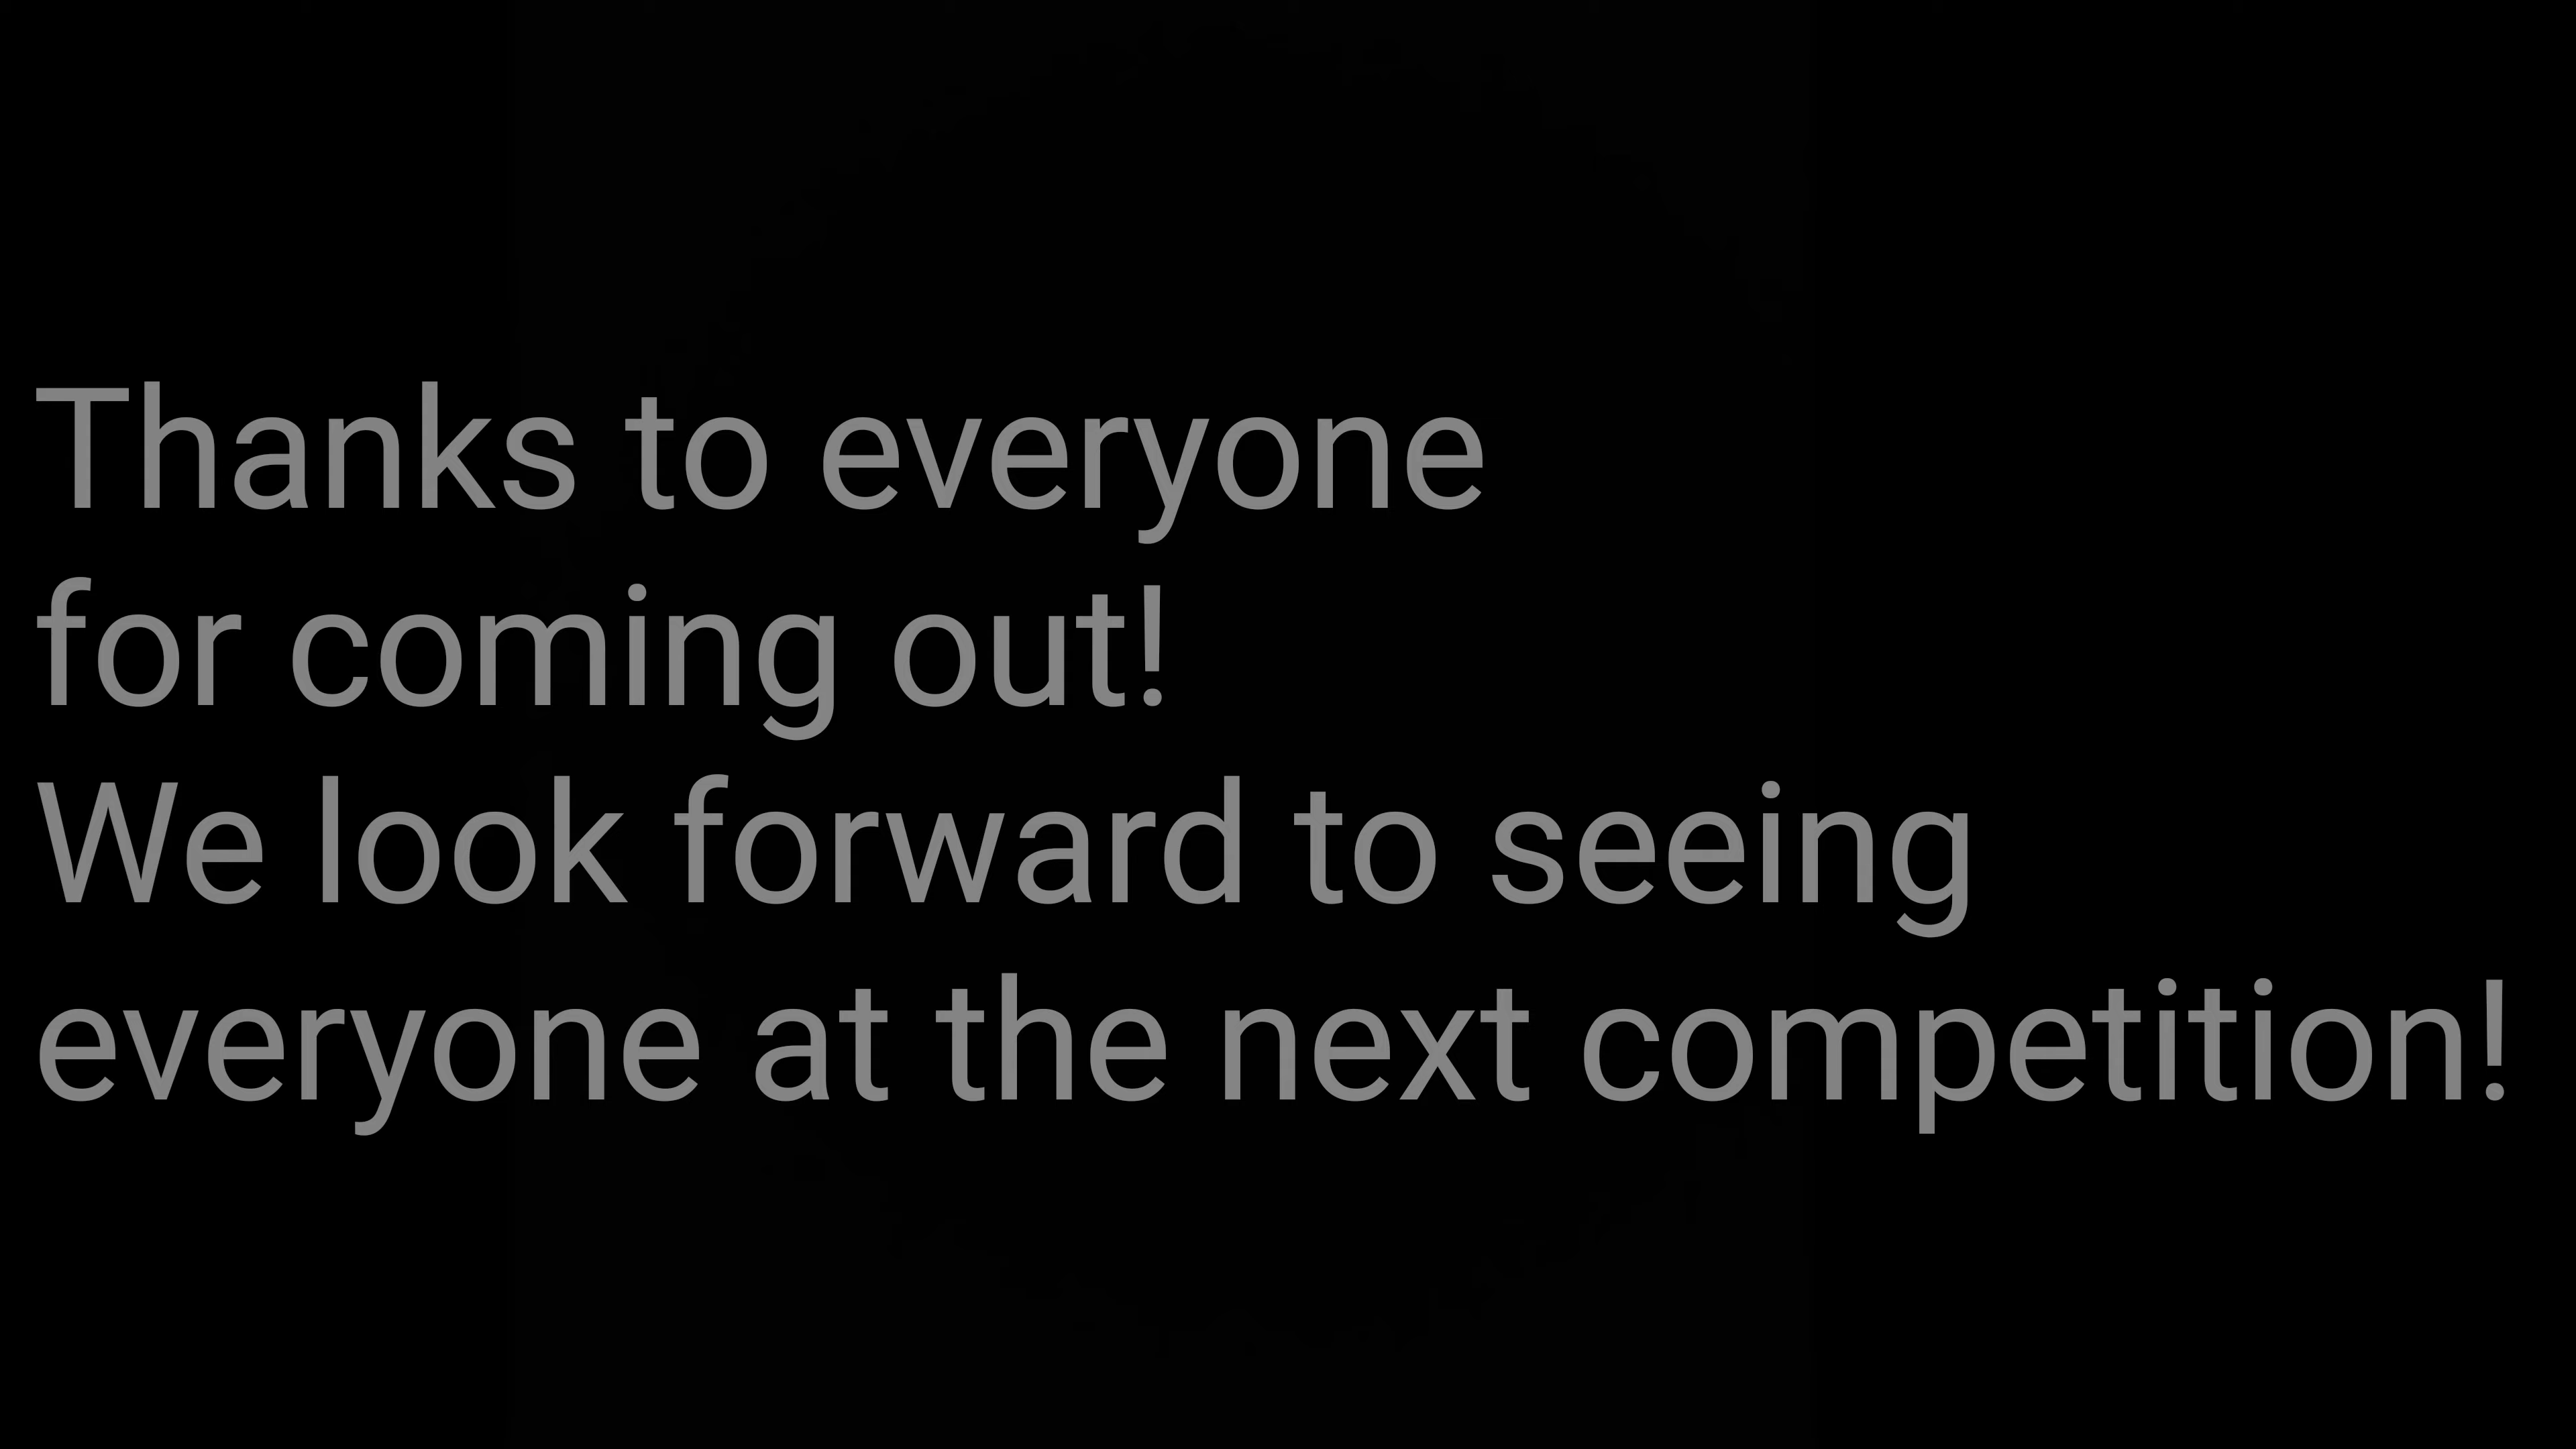 Thanks to everyone
for coming out!
We look forward to seeing
everyone at the next competition!